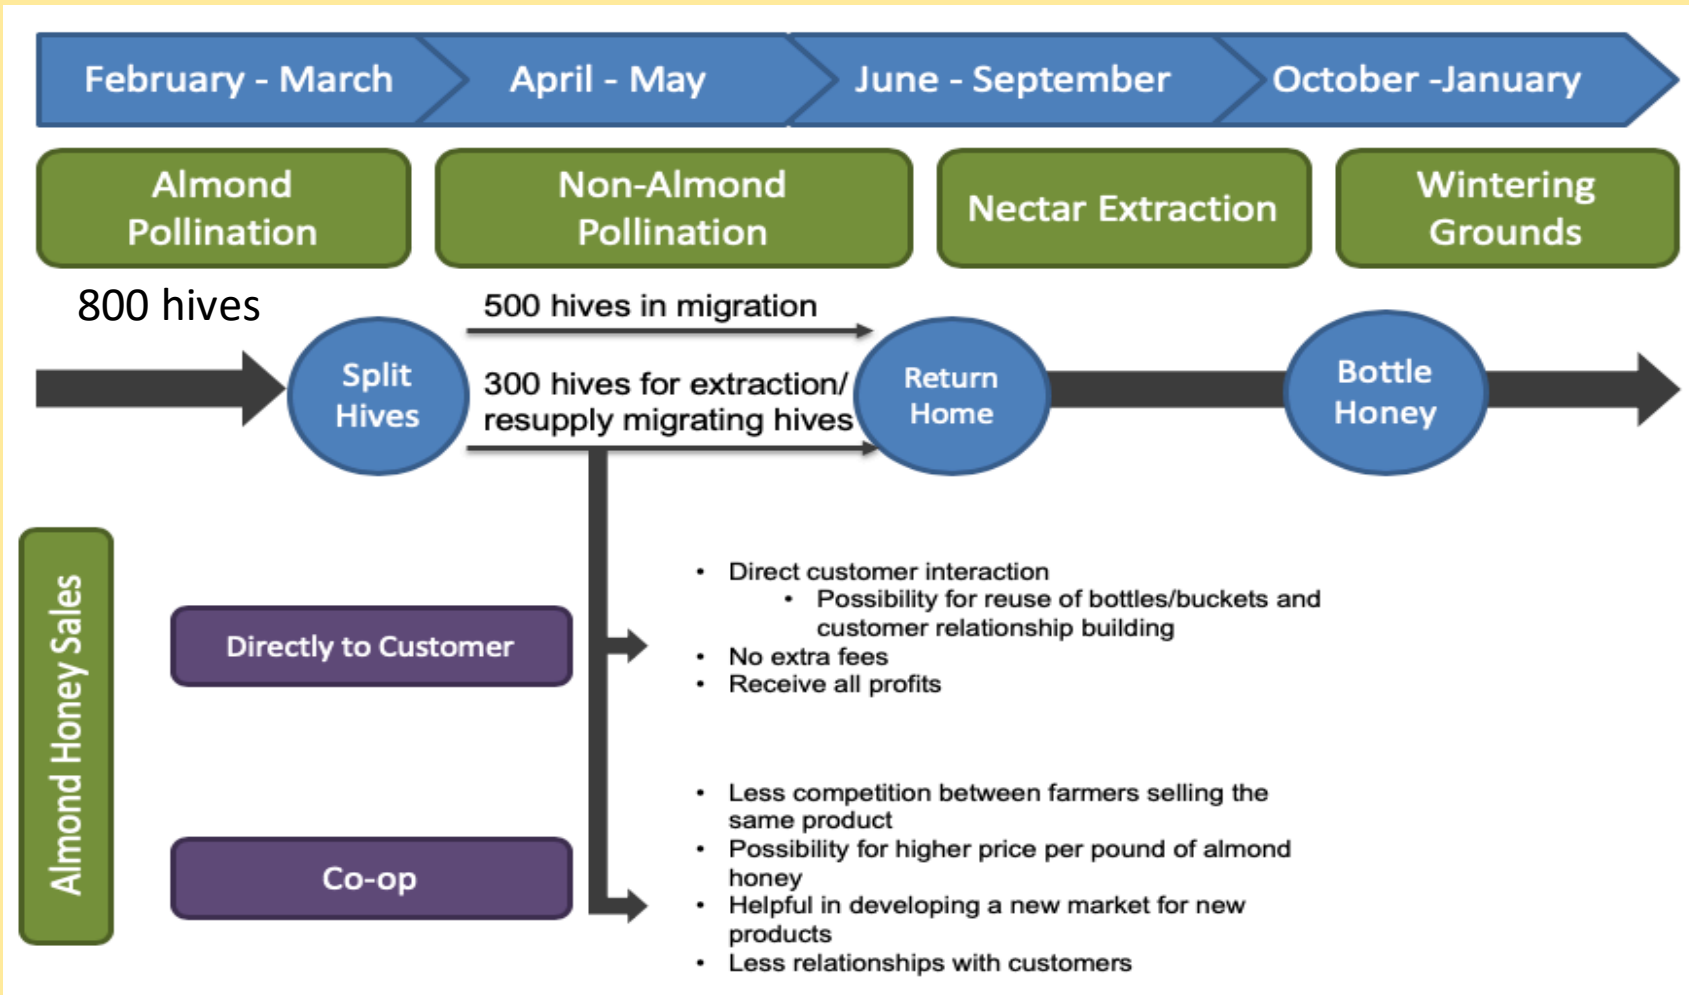 February - March
April - May
June - September
October -January
Almond
Pollination
Non-Almond
Pollination
Nectar Extraction
Wintering
Grounds
800 hives
Split
Hives
500 hives in migration
300 hives for extraction/
resupply migrating hives
Return
Home
Bottle
Honey
Almond Honey Sales
Directly to Customer
• Direct customer interaction
• Possibility for reuse of bottles/buckets and
customer relationship building
• No extra fees
• Receive all profits
Co-op
• Less competition between farmers selling the
same product
• Possibility for higher price per pound of almond
honey
• Helpful in developing a new market for new
products
• Less relationships with customers